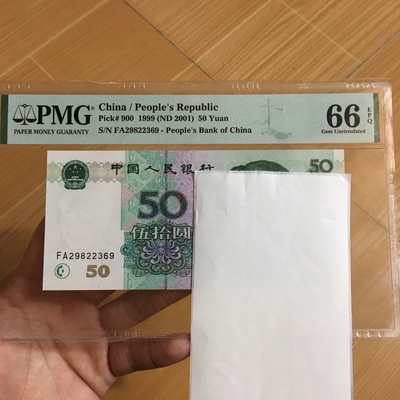 PMG
PAPER MONEY GUARANTY
China / People's Republic
Pick# 900 1999 (ND 2001) 50 Yuan
S/N FA29822369 - People's Bank of China
66 EPQ
Gem Uncirculated
中国人民银行
50
50
伍拾圆
FA29822369
50